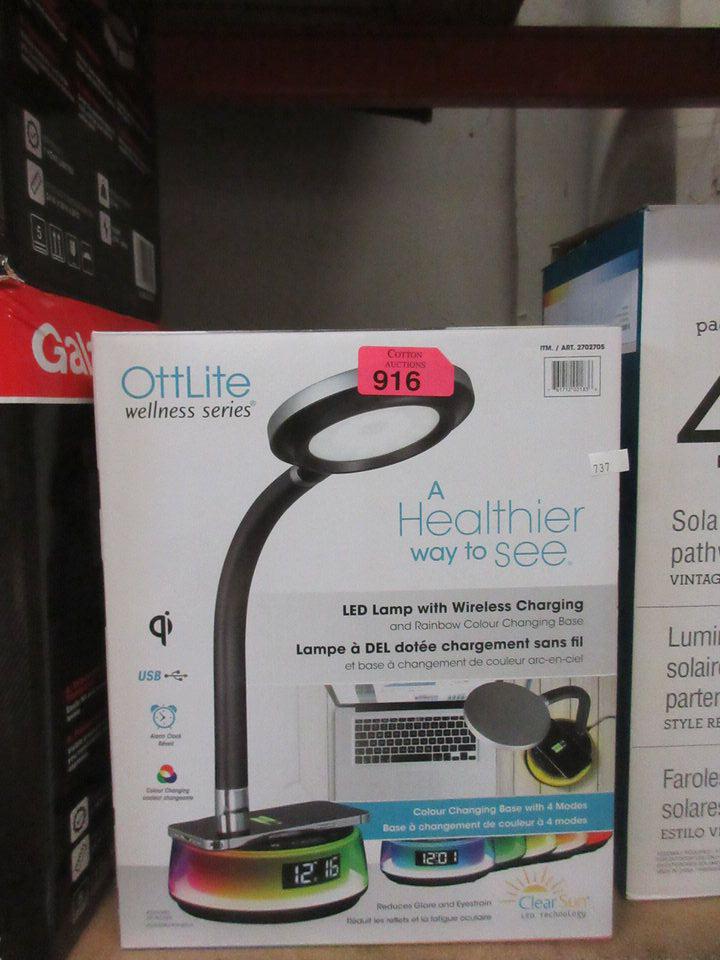 OttLite
wellness series®
COTTON
AUCTIONS
916
ITM. / ART. 2702705
737
A
Healthier
way to see
LED Lamp with Wireless Charging
and Rainbow Colour Changing Base
Lampe à DEL dotée chargement sans fil
et base à changement de couleur arc-en-ciel
qi
USB
Alarm Clock
Réveil
Colour Changing
couleur changeante
Colour Changing Base with 4 Modes
Base à changement de couleur à 4 modes
12:16
12:01
Reduces Glare and Eyestrain
Réduit les reflets et la fatigue oculaire
ClearSun
LED Technology
Gal
5
pa
4
Sola
path
VINTAG
Lumi
solair
parter
STYLE RE
Farole
solares
ESTILO VI